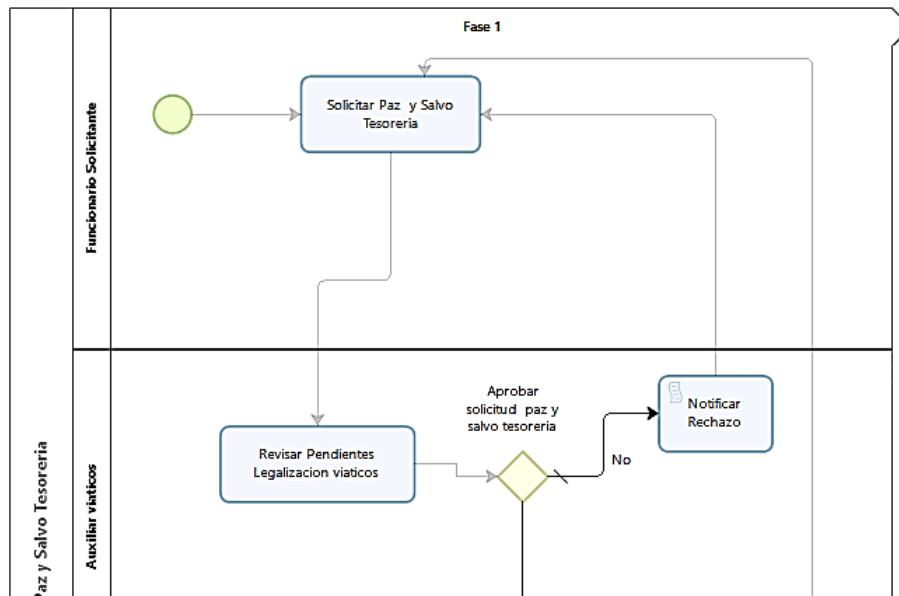 Fase 1
Funcionario Solicitante
Solicitar Paz y Salvo
Tesoreria
Paz y Salvo Tesoreria
Auxiliar viaticos
Revisar Pendientes
Legalizacion viaticos
Aprobar
solicitud paz y
salvo tesoreria
No
Notificar
Rechazo